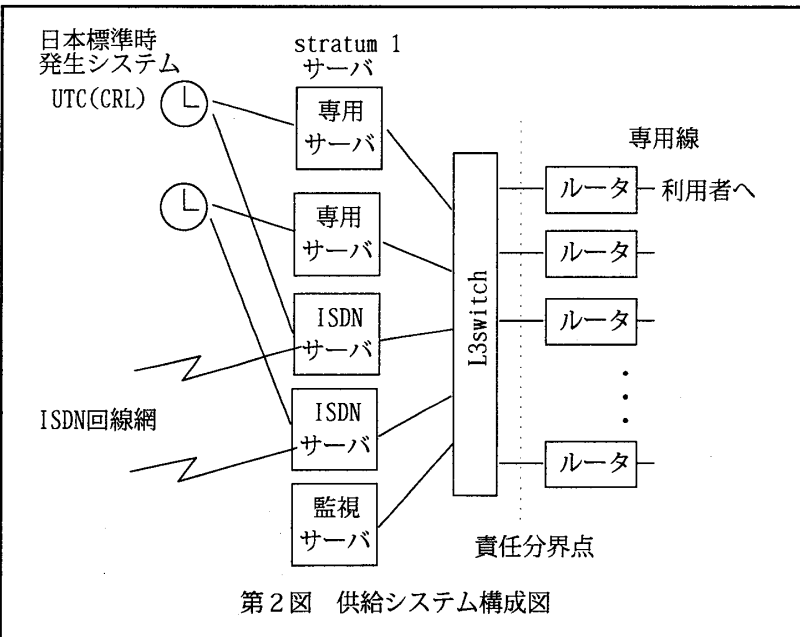 日本標準時
発生システム
UTC(CRL)
stratum 1
サーバ
専用
サーバ
専用
サーバ
ISDN
サーバ
ISDN
サーバ
監視
サーバ
ISDN回線網
L3switch
専用線
ルータ
利用者へ
ルータ
ルータ
ルータ
責任分界点
第2図 供給システム構成図